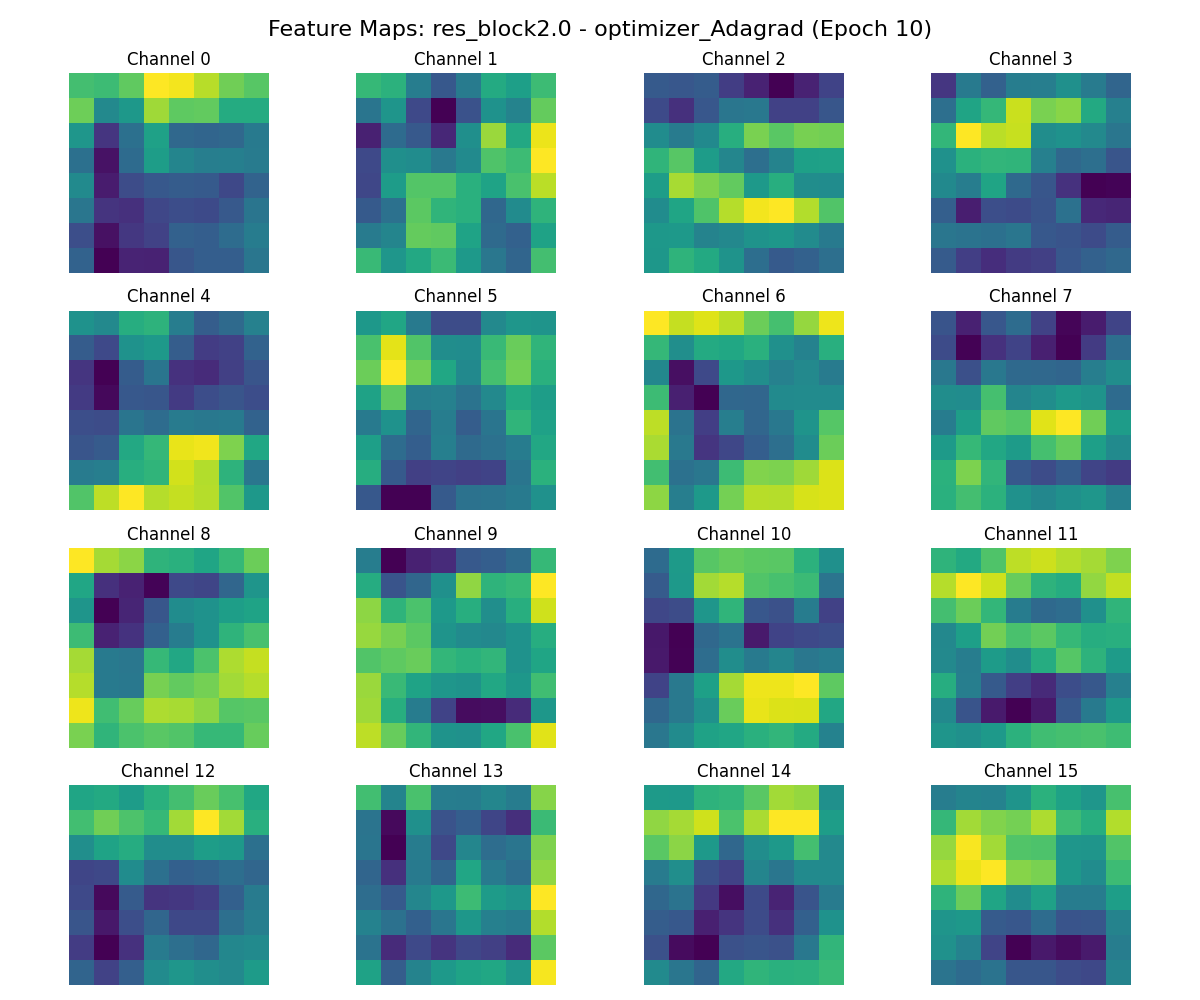 Feature Maps: res_block2.0 - optimizer_Adagrad (Epoch 10)
Channel 0
Channel 1
Channel 2
Channel 3
Channel 4
Channel 5
Channel 6
Channel 7
Channel 8
Channel 9
Channel 10
Channel 11
Channel 12
Channel 13
Channel 14
Channel 15